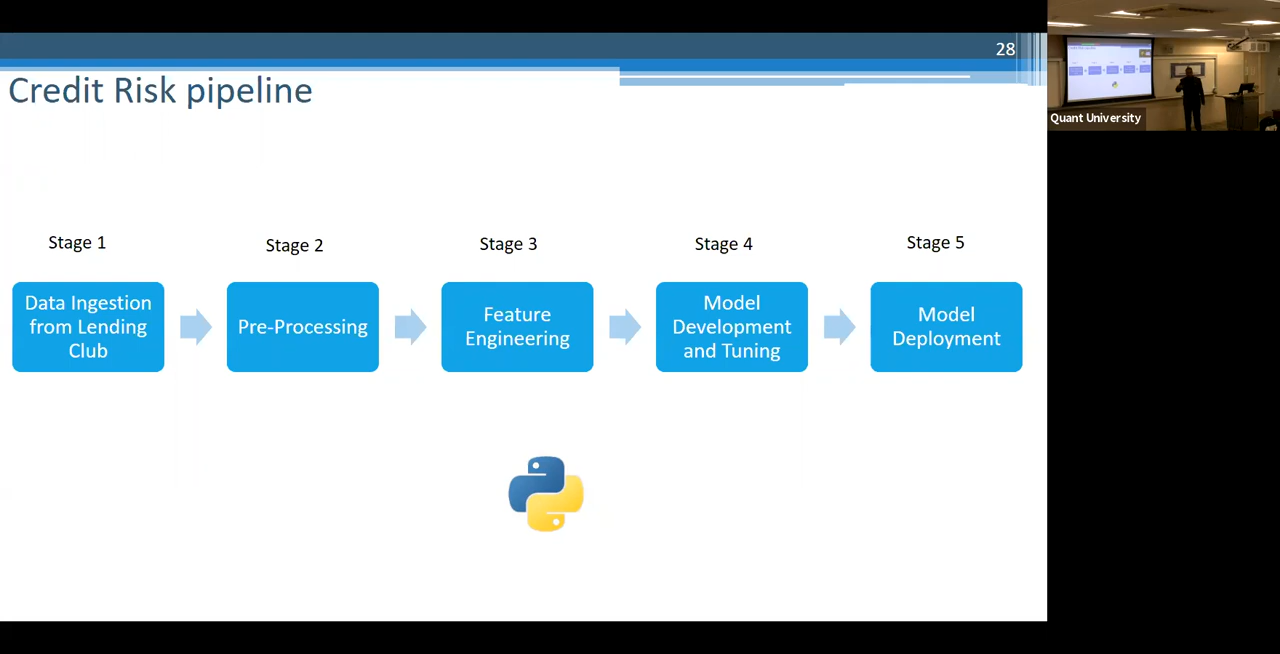 28
Credit Risk pipeline
Stage 1
Stage 2
Stage 3
Stage 4
Stage 5
Data Ingestion
from Lending
Club
Pre-Processing
Feature
Engineering
Model
Development
and Tuning
Model
Deployment
Quant University